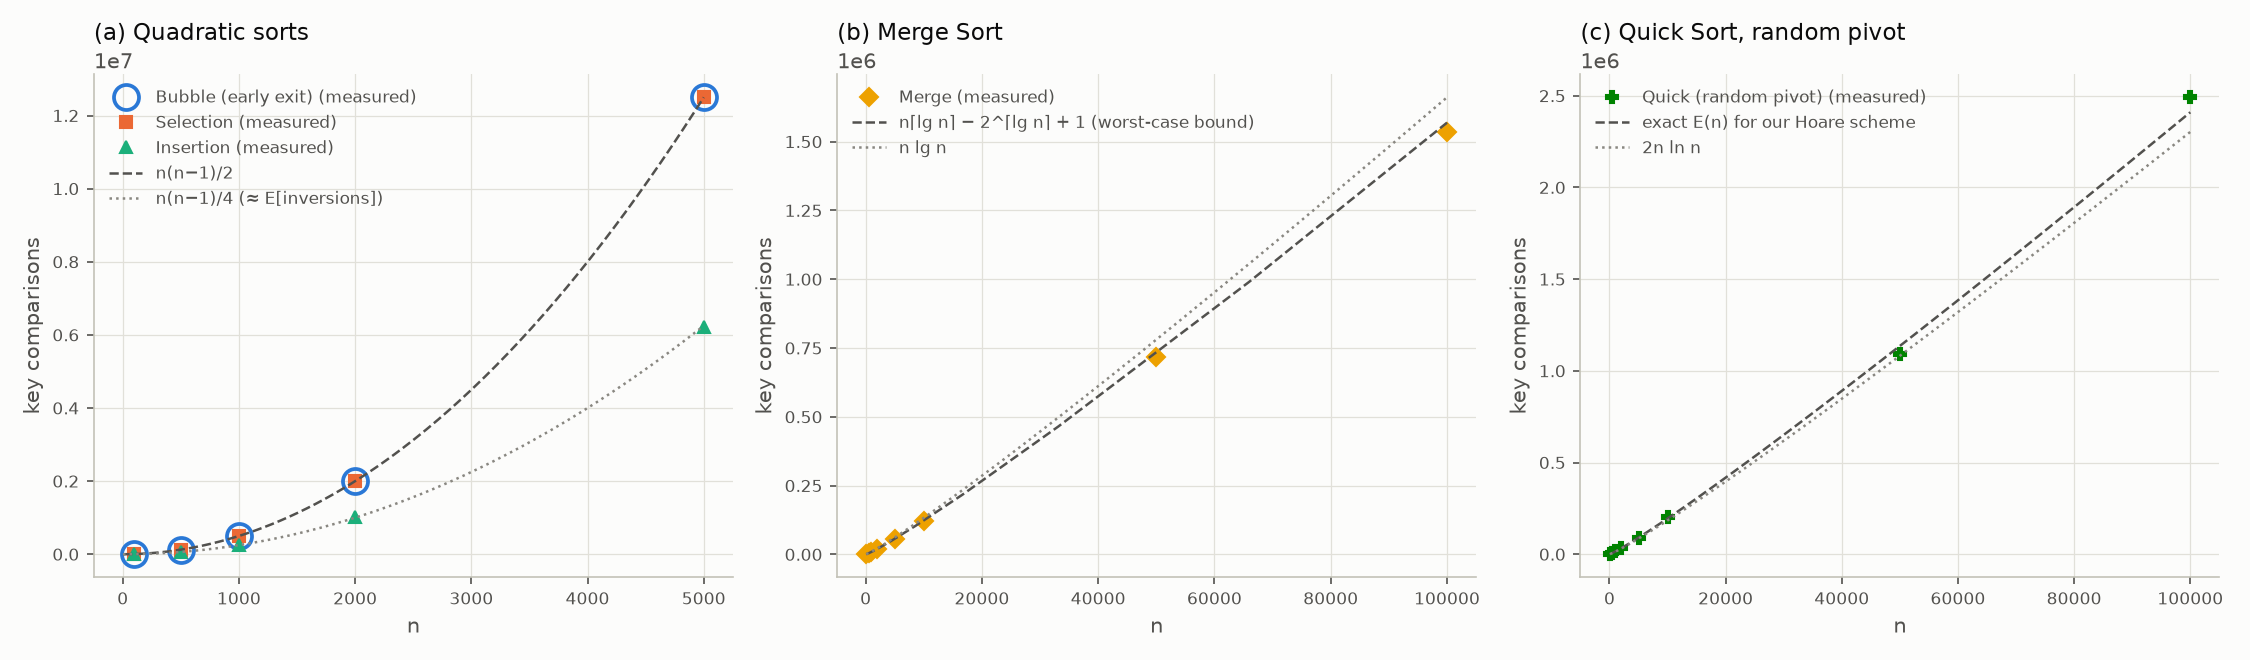 (a) Quadratic sorts
1e7
Bubble (early exit) (measured)
Selection (measured)
Insertion (measured)
n(n−1)/2
n(n−1)/4 (≈ E[inversions])
key comparisons
1.2
1.0
0.8
0.6
0.4
0.2
0.0
0
1000
2000
3000
4000
5000
n
(b) Merge Sort
1e6
Merge (measured)
n⌈lg n⌉ − 2^⌈lg n⌉ + 1 (worst-case bound)
n lg n
key comparisons
1.50
1.25
1.00
0.75
0.50
0.25
0.00
0
20000
40000
60000
80000
100000
n
(c) Quick Sort, random pivot
1e6
Quick (random pivot) (measured)
exact E(n) for our Hoare scheme
2n ln n
key comparisons
2.5
2.0
1.5
1.0
0.5
0.0
0
20000
40000
60000
80000
100000
n